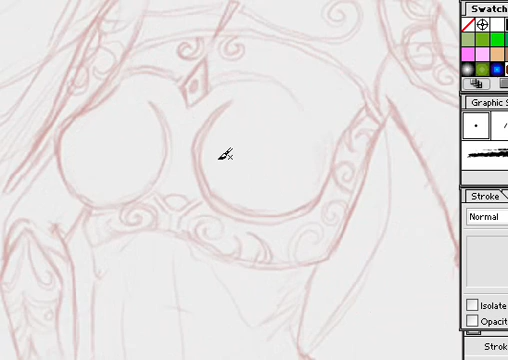 Swatch
Graphic S
Stroke
Normal
Isolate
Opacit
Strok